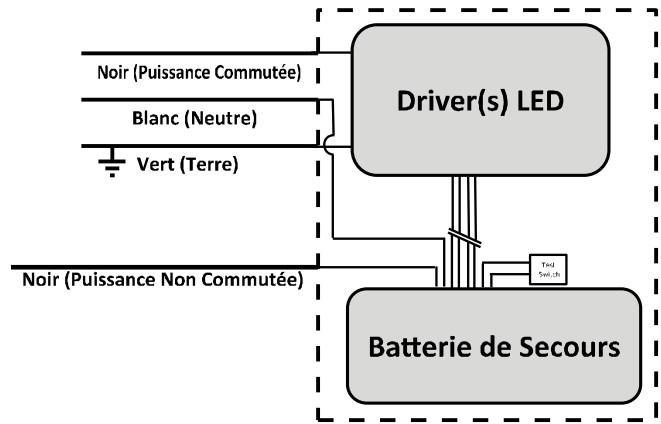 Noir (Puissance Commutée)
Driver(s) LED
Blanc (Neutre)
Vert (Terre)
Noir (Puissance Non Commutée)
Test
Switch
Batterie de Secours